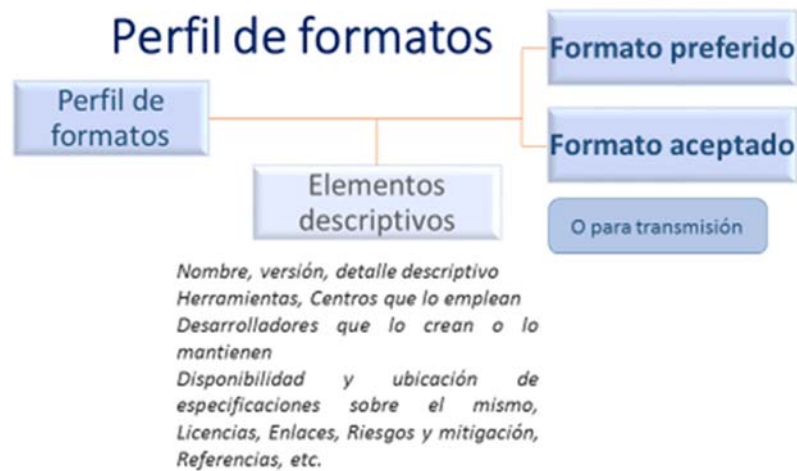 Perfil de formatos
Formato preferido
Perfil de
formatos
Formato aceptado
Elementos
descriptivos
O para transmisión
Nombre, versión, detalle descriptivo
Herramientas, Centros que lo emplean
Desarrolladores que lo crean o lo
mantienen
Disponibilidad y ubicación de
especificaciones sobre el mismo,
Licencias, Enlaces, Riesgos y mitigación,
Referencias, etc.